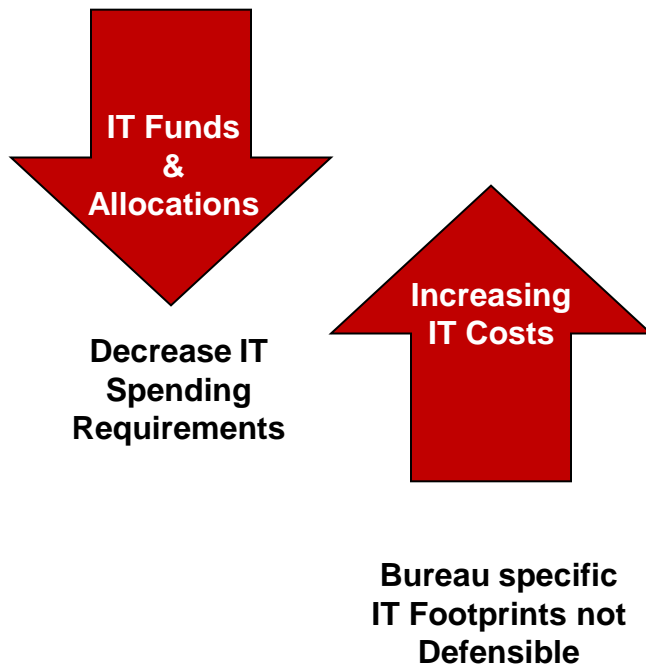 IT Funds
&
Allocations
Decrease IT
Spending
Requirements
Increasing
IT Costs
Bureau specific
IT Footprints not
Defensible